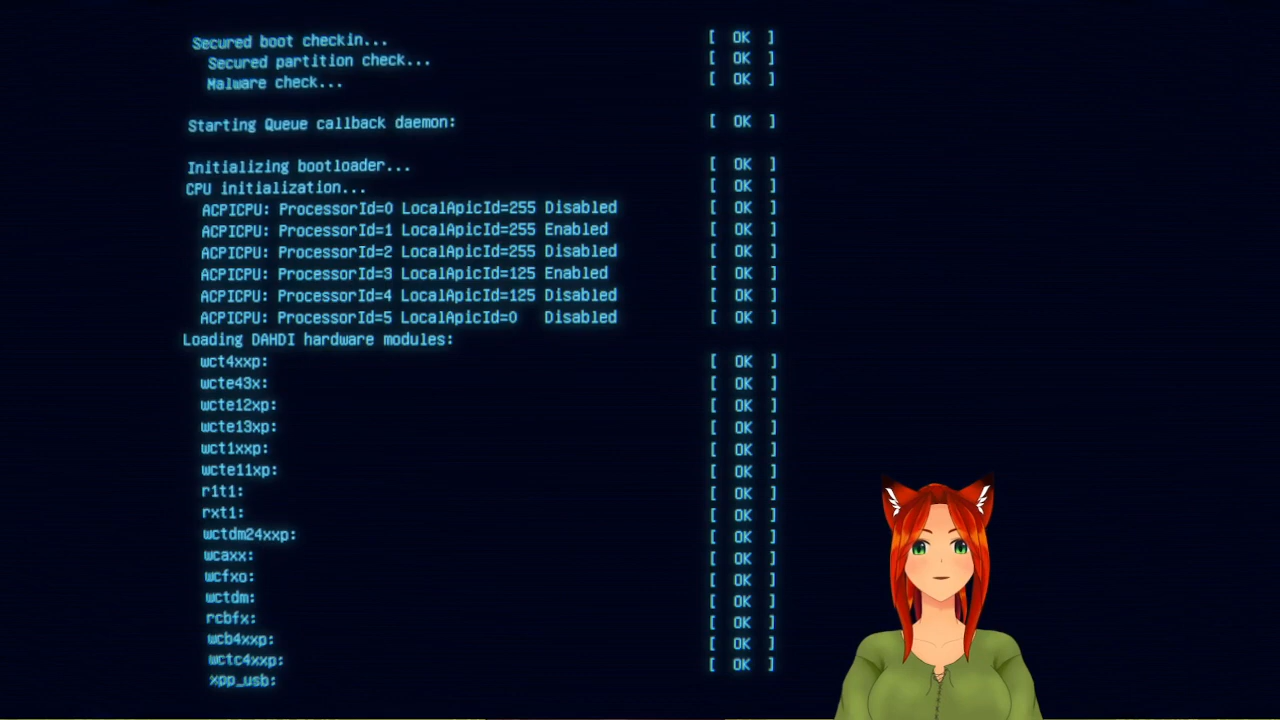 Secured boot checkin... [ OK ]
Secured partition check... [ OK ]
Malware check... [ OK ]
Starting Queue callback daemon: [ OK ]
Initializing bootloader... [ OK ]
CPU initialization... [ OK ]
ACPICPU: ProcessorId=0 LocalApicId=255 Disabled [ OK ]
ACPICPU: ProcessorId=1 LocalApicId=255 Enabled [ OK ]
ACPICPU: ProcessorId=2 LocalApicId=255 Disabled [ OK ]
ACPICPU: ProcessorId=3 LocalApicId=125 Enabled [ OK ]
ACPICPU: ProcessorId=4 LocalApicId=125 Disabled [ OK ]
ACPICPU: ProcessorId=5 LocalApicId=0 Disabled [ OK ]
Loading DAHDI hardware modules:
wct4xxp: [ OK ]
wcte43x: [ OK ]
wcte12xp: [ OK ]
wcte13xp: [ OK ]
wct1xxp: [ OK ]
wcte11xp: [ OK ]
r1t1: [ OK ]
rxt1: [ OK ]
wctdm24xxp: [ OK ]
wcaxx: [ OK ]
wcfxo: [ OK ]
wctdm: [ OK ]
rcbfx: [ OK ]
wcb4xxp: [ OK ]
wctc4xxp: [ OK ]
xpp_usb: